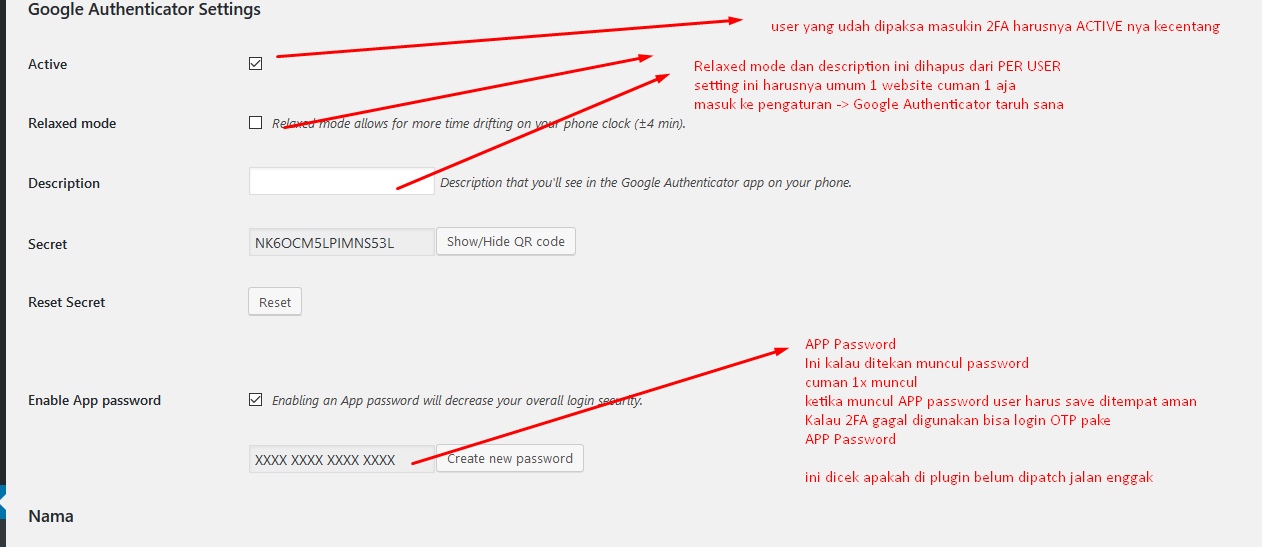 Google Authenticator Settings
user yang udah dipaksa masukin 2FA harusnya ACTIVE nya kecentang
Active
Relaxed mode dan description ini dihapus dari PER USER
setting ini harusnya umum 1 website cuman 1 aja
masuk ke pengaturan -> Google Authenticator taruh sana
Relaxed mode
Relaxed mode allows for more time drifting on your phone clock (±4 min).
Description
Description that you'll see in the Google Authenticator app on your phone.
Secret
NK6OCM5LPIMNS53L
Show/Hide QR code
Reset Secret
Reset
APP Password
Ini kalau ditekan muncul password
cuman 1x muncul
ketika muncul APP password user harus save ditempat aman
Kalau 2FA gagal digunakan bisa login OTP pake
APP Password
Enable App password
Enabling an App password will decrease your overall login security.
XXXX XXXX XXXX XXXX
Create new password
ini dicek apakah di plugin belum dipatch jalan enggak
Nama